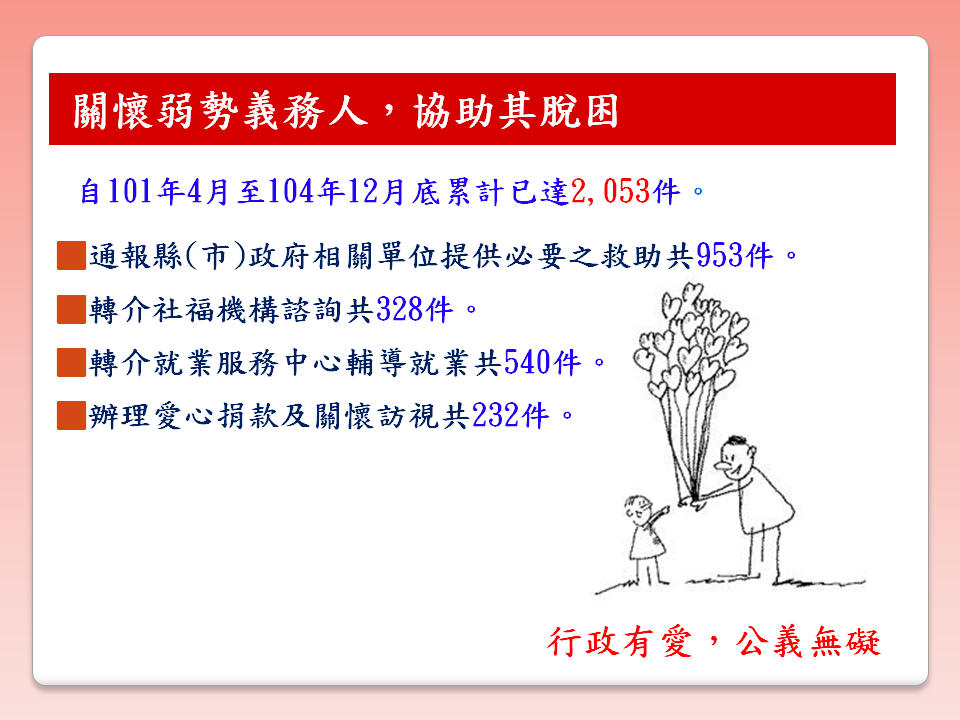 關懷弱勢義務人，協助其脫困
自101年4月至104年12月底累計已達2,053件。
通報縣(市)政府相關單位提供必要之救助共953件。
轉介社福機構諮詢共328件。
轉介就業服務中心輔導就業共540件。
辦理愛心捐款及關懷訪視共232件。
行政有愛，公義無礙